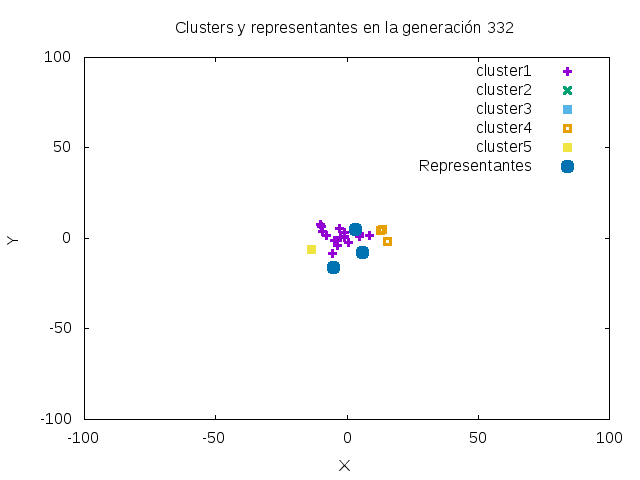 Clusters y representantes en la generación 332
100
50
0
-50
-100
-100
-50
0
50
100
Y
X
cluster1
cluster2
cluster3
cluster4
cluster5
Representantes